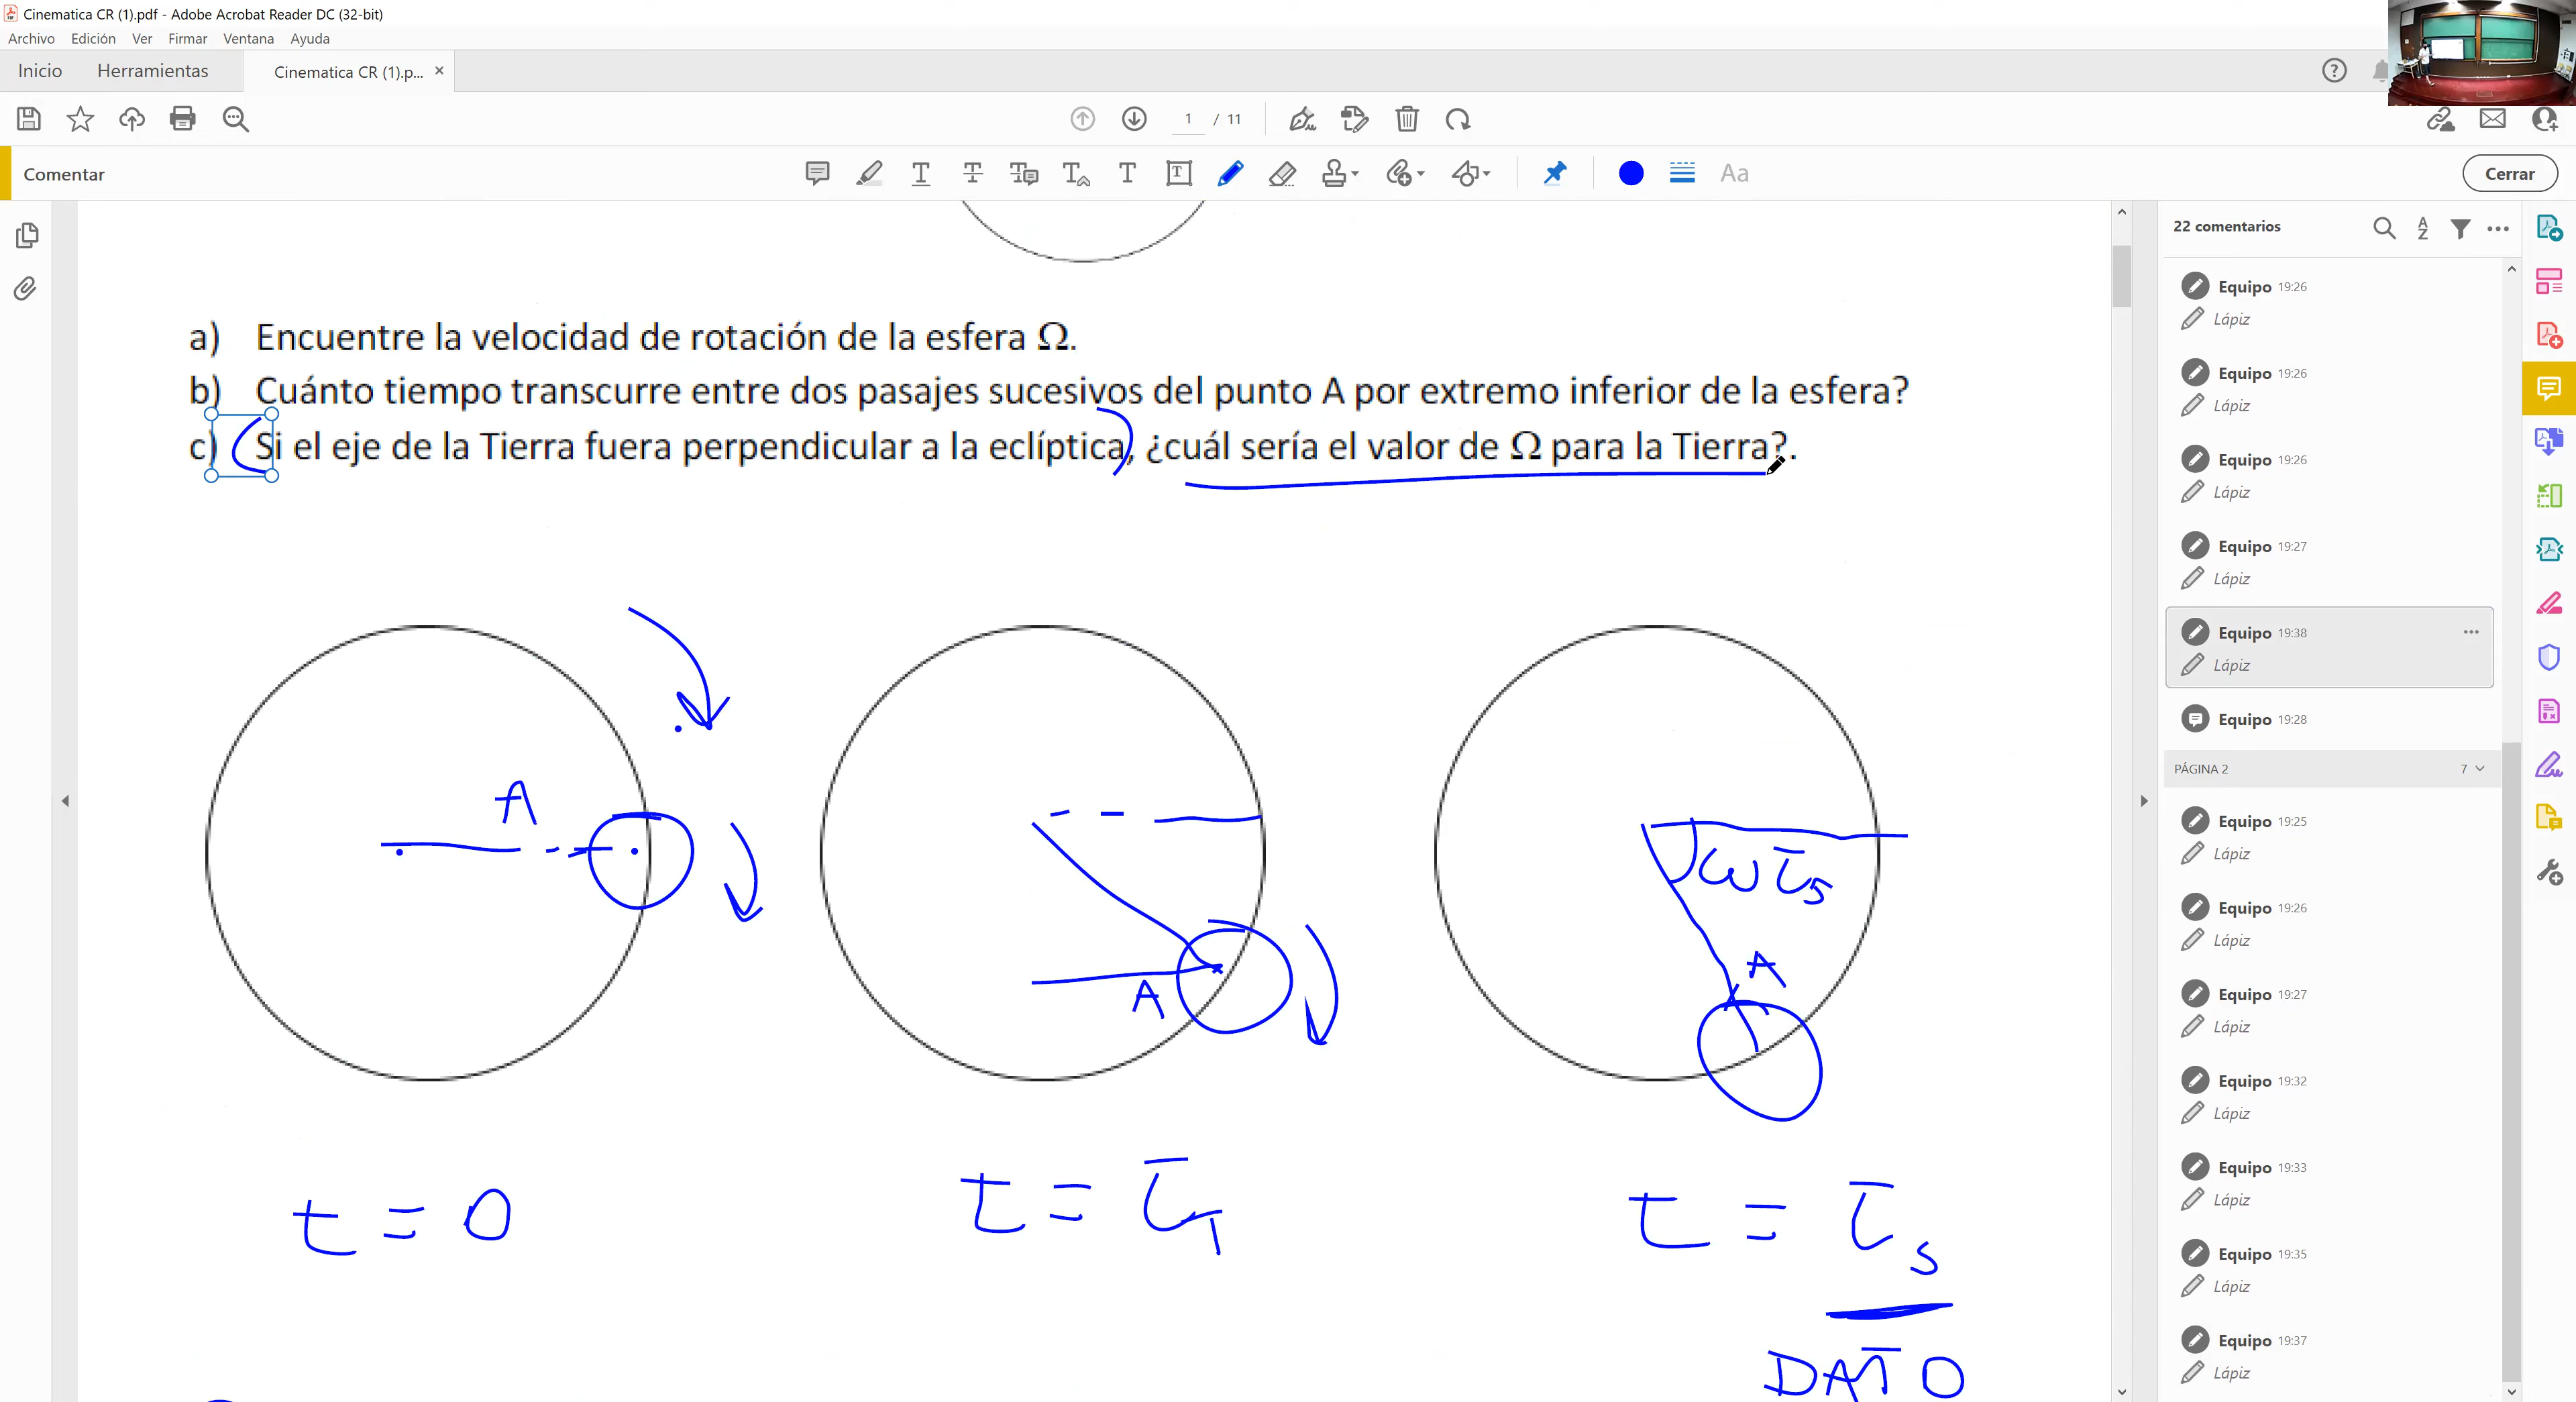 Cinematica CR (1).pdf - Adobe Acrobat Reader DC (32-bit)
Archivo Edición Ver Firmar Ventana Ayuda
Inicio Herramientas Cinematica CR (1).p... ×
1 / 11
Comentar
Aa
Cerrar
a) Encuentre la velocidad de rotación de la esfera Ω.
b) Cuánto tiempo transcurre entre dos pasajes sucesivos del punto A por extremo inferior de la esfera?
c) Si el eje de la Tierra fuera perpendicular a la eclíptica, ¿cuál sería el valor de Ω para la Tierra?.
A
A
ωτs
A
t = 0
t = τ1
t = τs
DATO
22 comentarios
Equipo 19:26
Lápiz
Equipo 19:26
Lápiz
Equipo 19:26
Lápiz
Equipo 19:27
Lápiz
Equipo 19:38
Lápiz
Equipo 19:28
PÁGINA 2 7
Equipo 19:25
Lápiz
Equipo 19:26
Lápiz
Equipo 19:27
Lápiz
Equipo 19:32
Lápiz
Equipo 19:33
Lápiz
Equipo 19:35
Lápiz
Equipo 19:37
Lápiz